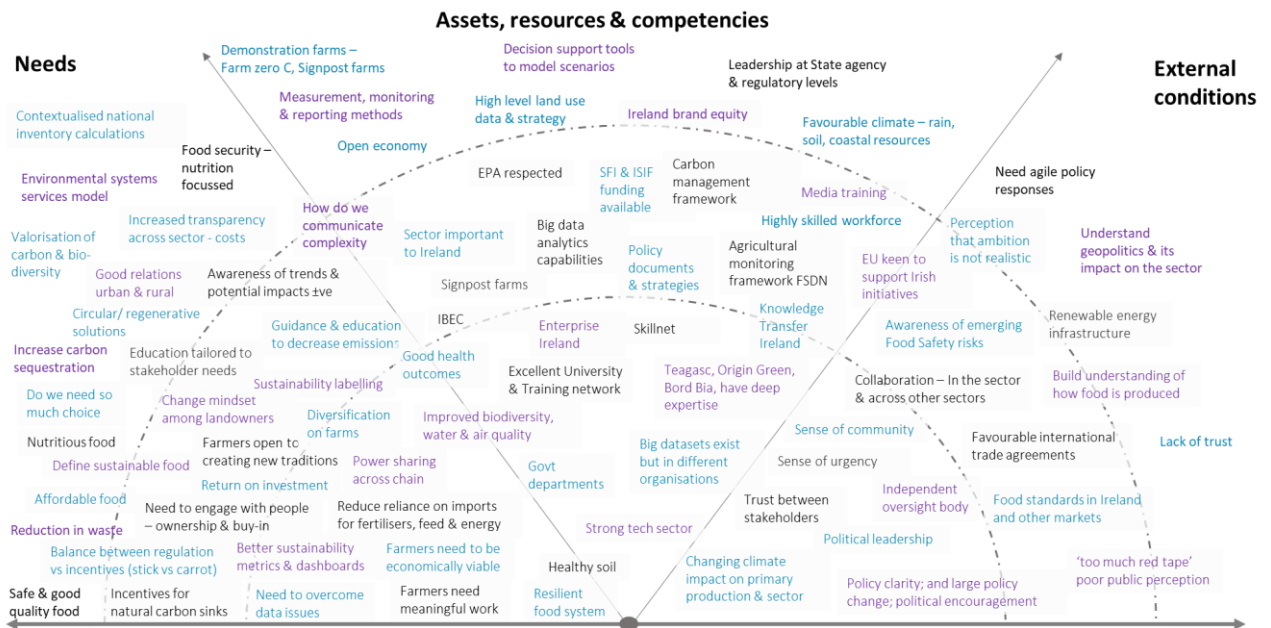 Assets, resources & competencies
Needs
External
conditions
Demonstration farms –
Farm zero C, Signpost farms
Decision support tools
to model scenarios
Leadership at State agency
& regulatory levels
Measurement, monitoring
& reporting methods
High level land use
data & strategy
Ireland brand equity
Favourable climate – rain,
soil, coastal resources
Open economy
Contextualised national
inventory calculations
Food security –
nutrition
focussed
Environmental systems
services model
Increased transparency
across sector - costs
How do we
communicate
complexity
EPA respected
SFI & ISIF
funding
available
Carbon
management
framework
Media training
Highly skilled workforce
Need agile policy
responses
Valorisation of
carbon & bio-
diversity
Good relations
urban & rural
Awareness of trends &
potential impacts ±ve
Sector important
to Ireland
Big data
analytics
capabilities
Policy
documents
& strategies
Agricultural
monitoring
framework FSDN
EU keen to
support Irish
initiatives
Perception
that ambition
is not realistic
Understand
geopolitics & its
impact on the sector
Signpost farms
Circular/ regenerative
solutions
Guidance & education
to decrease emissions
IBEC
Enterprise
Ireland
Skillnet
Knowledge
Transfer
Ireland
Awareness of emerging
Food Safety risks
Renewable energy
infrastructure
Increase carbon
sequestration
Education tailored to
stakeholder needs
Good health
outcomes
Excellent University
& Training network
Teagasc, Origin Green,
Bord Bia, have deep
expertise
Collaboration – In the sector
& across other sectors
Build understanding of
how food is produced
Do we need so
much choice
Sustainability labelling
Change mindset
among landowners
Diversification
on farms
Improved biodiversity,
water & air quality
Big datasets exist
but in different
organisations
Sense of community
Favourable international
trade agreements
Lack of trust
Nutritious food
Farmers open to
creating new traditions
Define sustainable food
Power sharing
across chain
Govt
departments
Sense of urgency
Return on investment
Affordable food
Need to engage with people
– ownership & buy-in
Reduce reliance on imports
for fertilisers, feed & energy
Trust between
stakeholders
Independent
oversight body
Food standards in Ireland
and other markets
Reduction in waste
Strong tech sector
Political leadership
Balance between regulation
vs incentives (stick vs carrot)
Better sustainability
metrics & dashboards
Farmers need to be
economically viable
Healthy soil
Changing climate
impact on primary
production & sector
Policy clarity; and large policy
change; political encouragement
‘too much red tape’
poor public perception
Safe & good
quality food
Incentives for
natural carbon sinks
Need to overcome
data issues
Farmers need
meaningful work
Resilient
food system